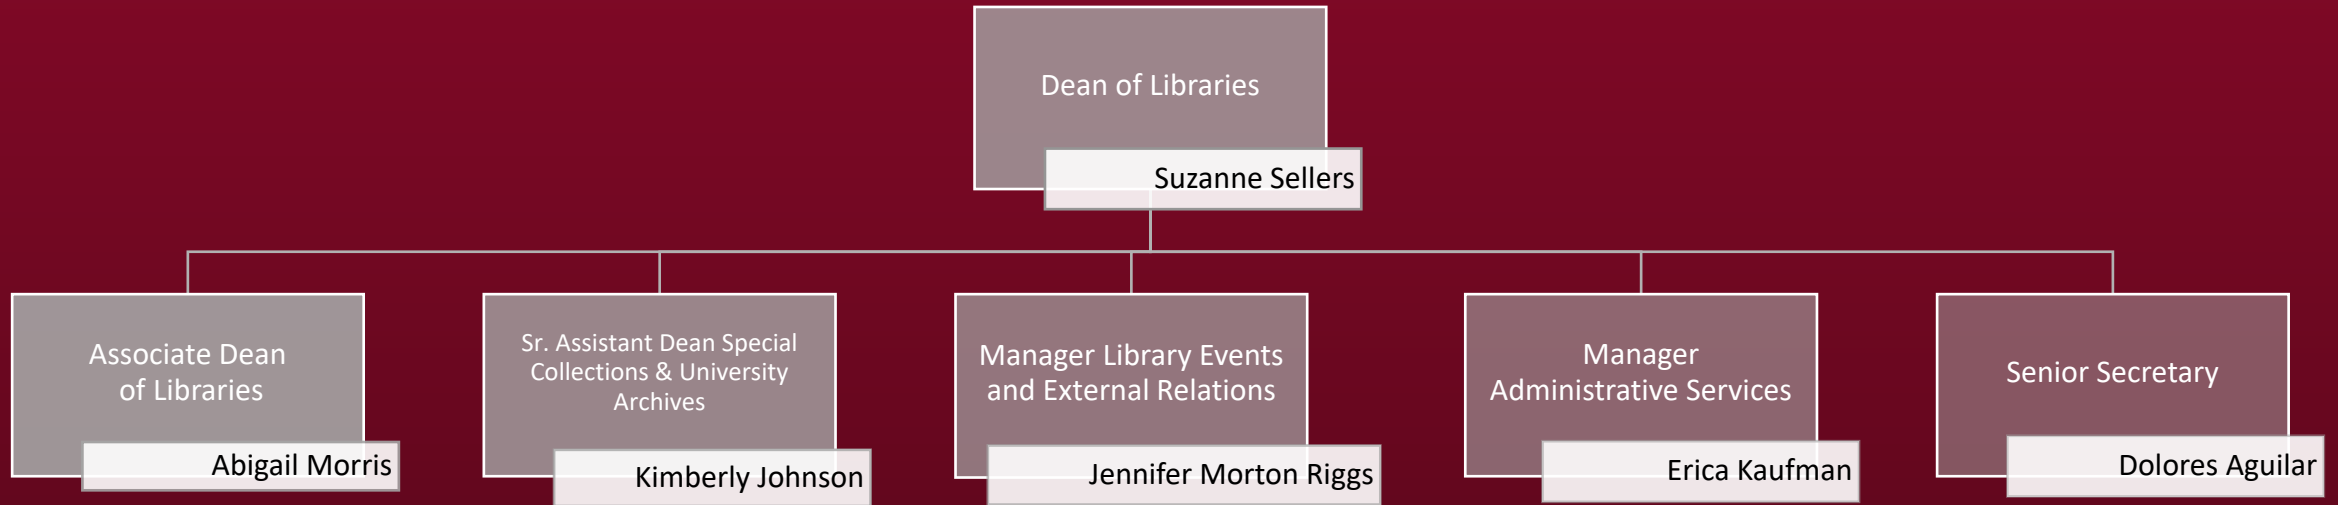 Dean of Libraries
Suzanne Sellers
Associate Dean
of Libraries
Abigail Morris
Sr. Assistant Dean Special
Collections & University
Archives
Kimberly Johnson
Manager Library Events
and External Relations
Jennifer Morton Riggs
Manager
Administrative Services
Erica Kaufman
Senior Secretary
Dolores Aguilar